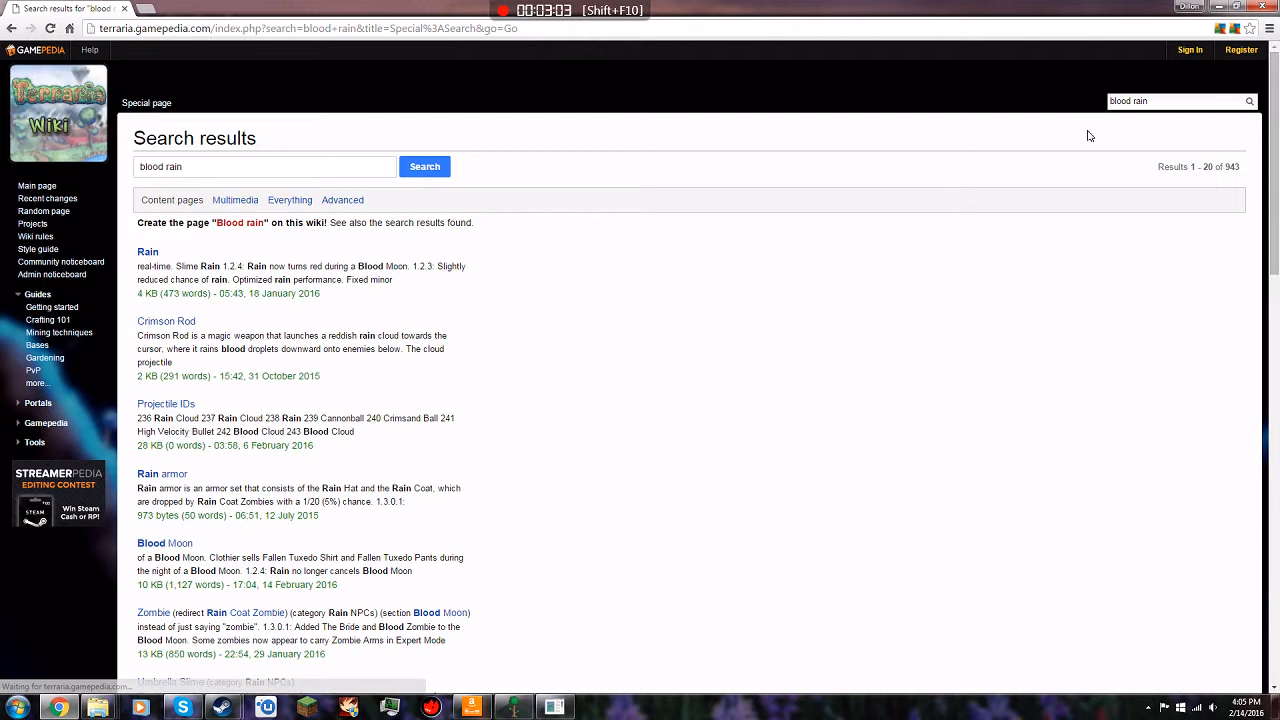 Search results for "blood r
00:03:03 [Shift+F10]
Dillon
terraria.gamepedia.com/index.php?search=blood+rain&title=Special%3ASearch&go=Go
GAMEPEDIA Help
Sign In Register
Terraria
Wiki
Special page
blood rain
Search results
blood rain
Search
Results 1 - 20 of 943
Content pages Multimedia Everything Advanced
Create the page "Blood rain" on this wiki! See also the search results found.
Main page
Recent changes
Random page
Projects
Wiki rules
Style guide
Community noticeboard
Admin noticeboard
Guides
Getting started
Crafting 101
Mining techniques
Bases
Gardening
PvP
more...
Portals
Gamepedia
Tools
STREAMERPEDIA
EDITING CONTEST
STEAM
Win Steam
Cash or RP!
Rain
real-time. Slime Rain 1.2.4: Rain now turns red during a Blood Moon. 1.2.3: Slightly
reduced chance of rain. Optimized rain performance. Fixed minor
4 KB (473 words) - 05:43, 18 January 2016
Crimson Rod
Crimson Rod is a magic weapon that launches a reddish rain cloud towards the
cursor, where it rains blood droplets downward onto enemies below. The cloud
projectile
2 KB (291 words) - 15:42, 31 October 2015
Projectile IDs
236 Rain Cloud 237 Rain Cloud 238 Rain 239 Cannonball 240 Crimsand Ball 241
High Velocity Bullet 242 Blood Cloud 243 Blood Cloud
28 KB (0 words) - 03:58, 6 February 2016
Rain armor
Rain armor is an armor set that consists of the Rain Hat and the Rain Coat, which
are dropped by Rain Coat Zombies with a 1/20 (5%) chance. 1.3.0.1:
973 bytes (50 words) - 06:51, 12 July 2015
Blood Moon
of a Blood Moon. Clothier sells Fallen Tuxedo Shirt and Fallen Tuxedo Pants during
the night of a Blood Moon. 1.2.4: Rain no longer cancels Blood Moon
10 KB (1,127 words) - 17:04, 14 February 2016
Zombie (redirect Rain Coat Zombie) (category Rain NPCs) (section Blood Moon)
instead of just saying "zombie". 1.3.0.1: Added The Bride and Blood Zombie to the
Blood Moon. Some zombies now appear to carry Zombie Arms in Expert Mode
13 KB (850 words) - 22:54, 29 January 2016
Umbrella Slime (category Rain NPCs)
Waiting for terraria.gamepedia.com...
4:05 PM
2/14/2016